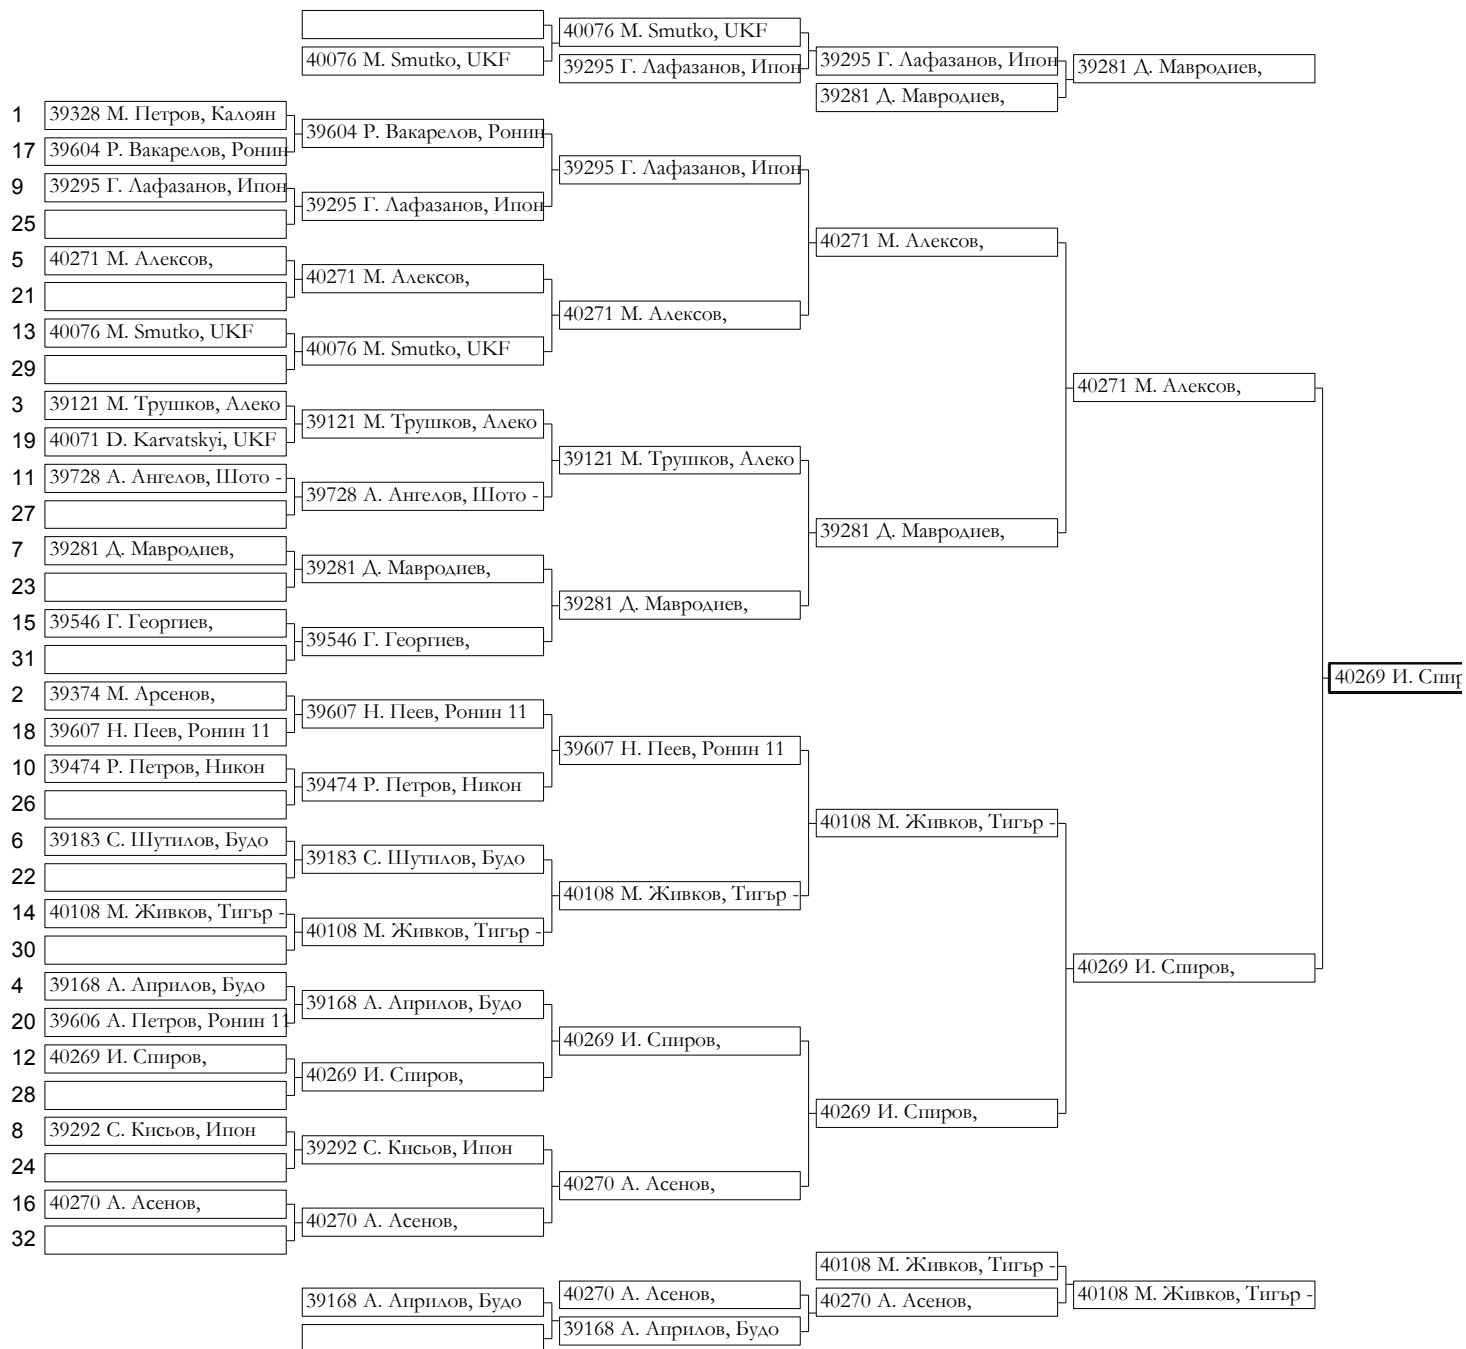 40076 M. Smutko, UKF
40076 M. Smutko, UKF
39295 Г. Лафазанов, Ипон
39295 Г. Лафазанов, Ипон
39281 Д. Мавродиев,
39281 Д. Мавродиев,
1 39328 М. Петров, Калоян
17 39604 Р. Вакарелов, Ронин
39604 Р. Вакарелов, Ронин
9 39295 Г. Лафазанов, Ипон
25
39295 Г. Лафазанов, Ипон
39295 Г. Лафазанов, Ипон
5 40271 М. Алексов,
21
40271 М. Алексов,
13 40076 M. Smutko, UKF
29
40076 M. Smutko, UKF
40271 М. Алексов,
40271 М. Алексов,
3 39121 М. Трушков, Алеко
19 40071 D. Karvatskyi, UKF
39121 М. Трушков, Алеко
11 39728 А. Ангелов, Шото -
27
39728 А. Ангелов, Шото -
39121 М. Трушков, Алеко
7 39281 Д. Мавродиев,
23
39281 Д. Мавродиев,
15 39546 Г. Георгиев,
31
39546 Г. Георгиев,
39281 Д. Мавродиев,
39281 Д. Мавродиев,
40271 М. Алексов,
2 39374 М. Арсенов,
18 39607 Н. Пеев, Ронин 11
39607 Н. Пеев, Ронин 11
10 39474 Р. Петров, Никон
26
39474 Р. Петров, Никон
39607 Н. Пеев, Ронин 11
6 39183 С. Шутилов, Будо
22
39183 С. Шутилов, Будо
14 40108 М. Живков, Тигър -
30
40108 М. Живков, Тигър -
40108 М. Живков, Тигър -
40108 М. Живков, Тигър -
4 39168 А. Априлов, Будо
20 39606 А. Петров, Ронин 11
39168 А. Априлов, Будо
12 40269 И. Спиров,
28
40269 И. Спиров,
40269 И. Спиров,
8 39292 С. Кисьов, Ипон
24
39292 С. Кисьов, Ипон
16 40270 А. Асенов,
32
40270 А. Асенов,
40270 А. Асенов,
40269 И. Спиров,
40269 И. Спиров,
40269 И. Спир
39168 А. Априлов, Будо
40270 А. Асенов,
39168 А. Априлов, Будо
40108 М. Живков, Тигър -
40270 А. Асенов,
40108 М. Живков, Тигър -